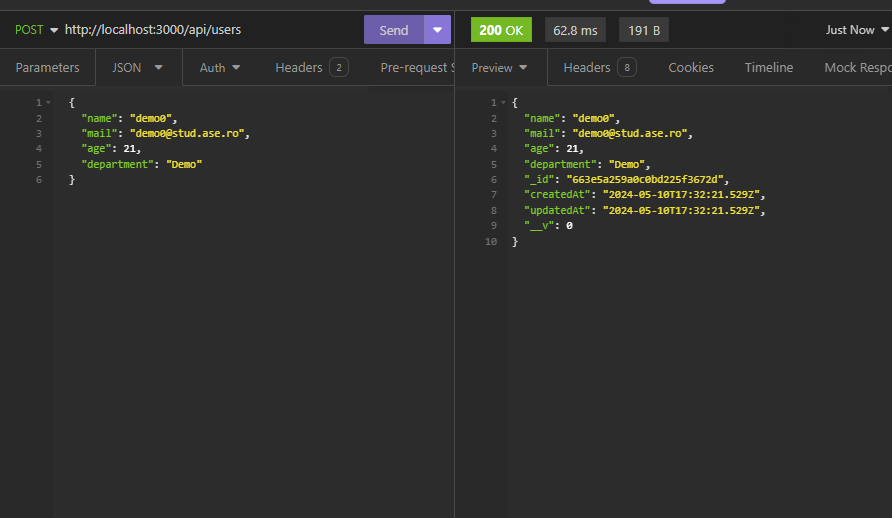 POST http://localhost:3000/api/users Send
200 OK 62.8 ms 191 B Just Now
Parameters JSON Auth Headers 2 Pre-request S
Preview Headers 8 Cookies Timeline Mock Respo
1 {
2 "name": "demo0",
3 "mail": "demo0@stud.ase.ro",
4 "age": 21,
5 "department": "Demo"
6 }
1 {
2 "name": "demo0",
3 "mail": "demo0@stud.ase.ro",
4 "age": 21,
5 "department": "Demo",
6 "_id": "663e5a259a0c0bd225f3672d",
7 "createdAt": "2024-05-10T17:32:21.529Z",
8 "updatedAt": "2024-05-10T17:32:21.529Z",
9 "__v": 0
10 }